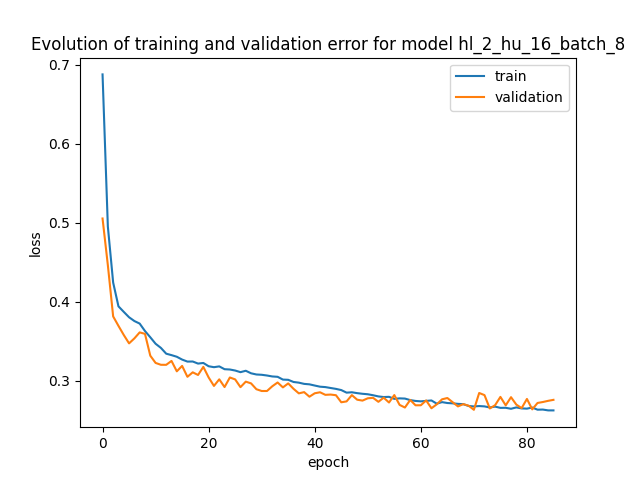 Evolution of training and validation error for model hl_2_hu_16_batch_8
0.7
0.6
0.5
0.4
0.3
loss
train
validation
0
20
40
60
80
epoch